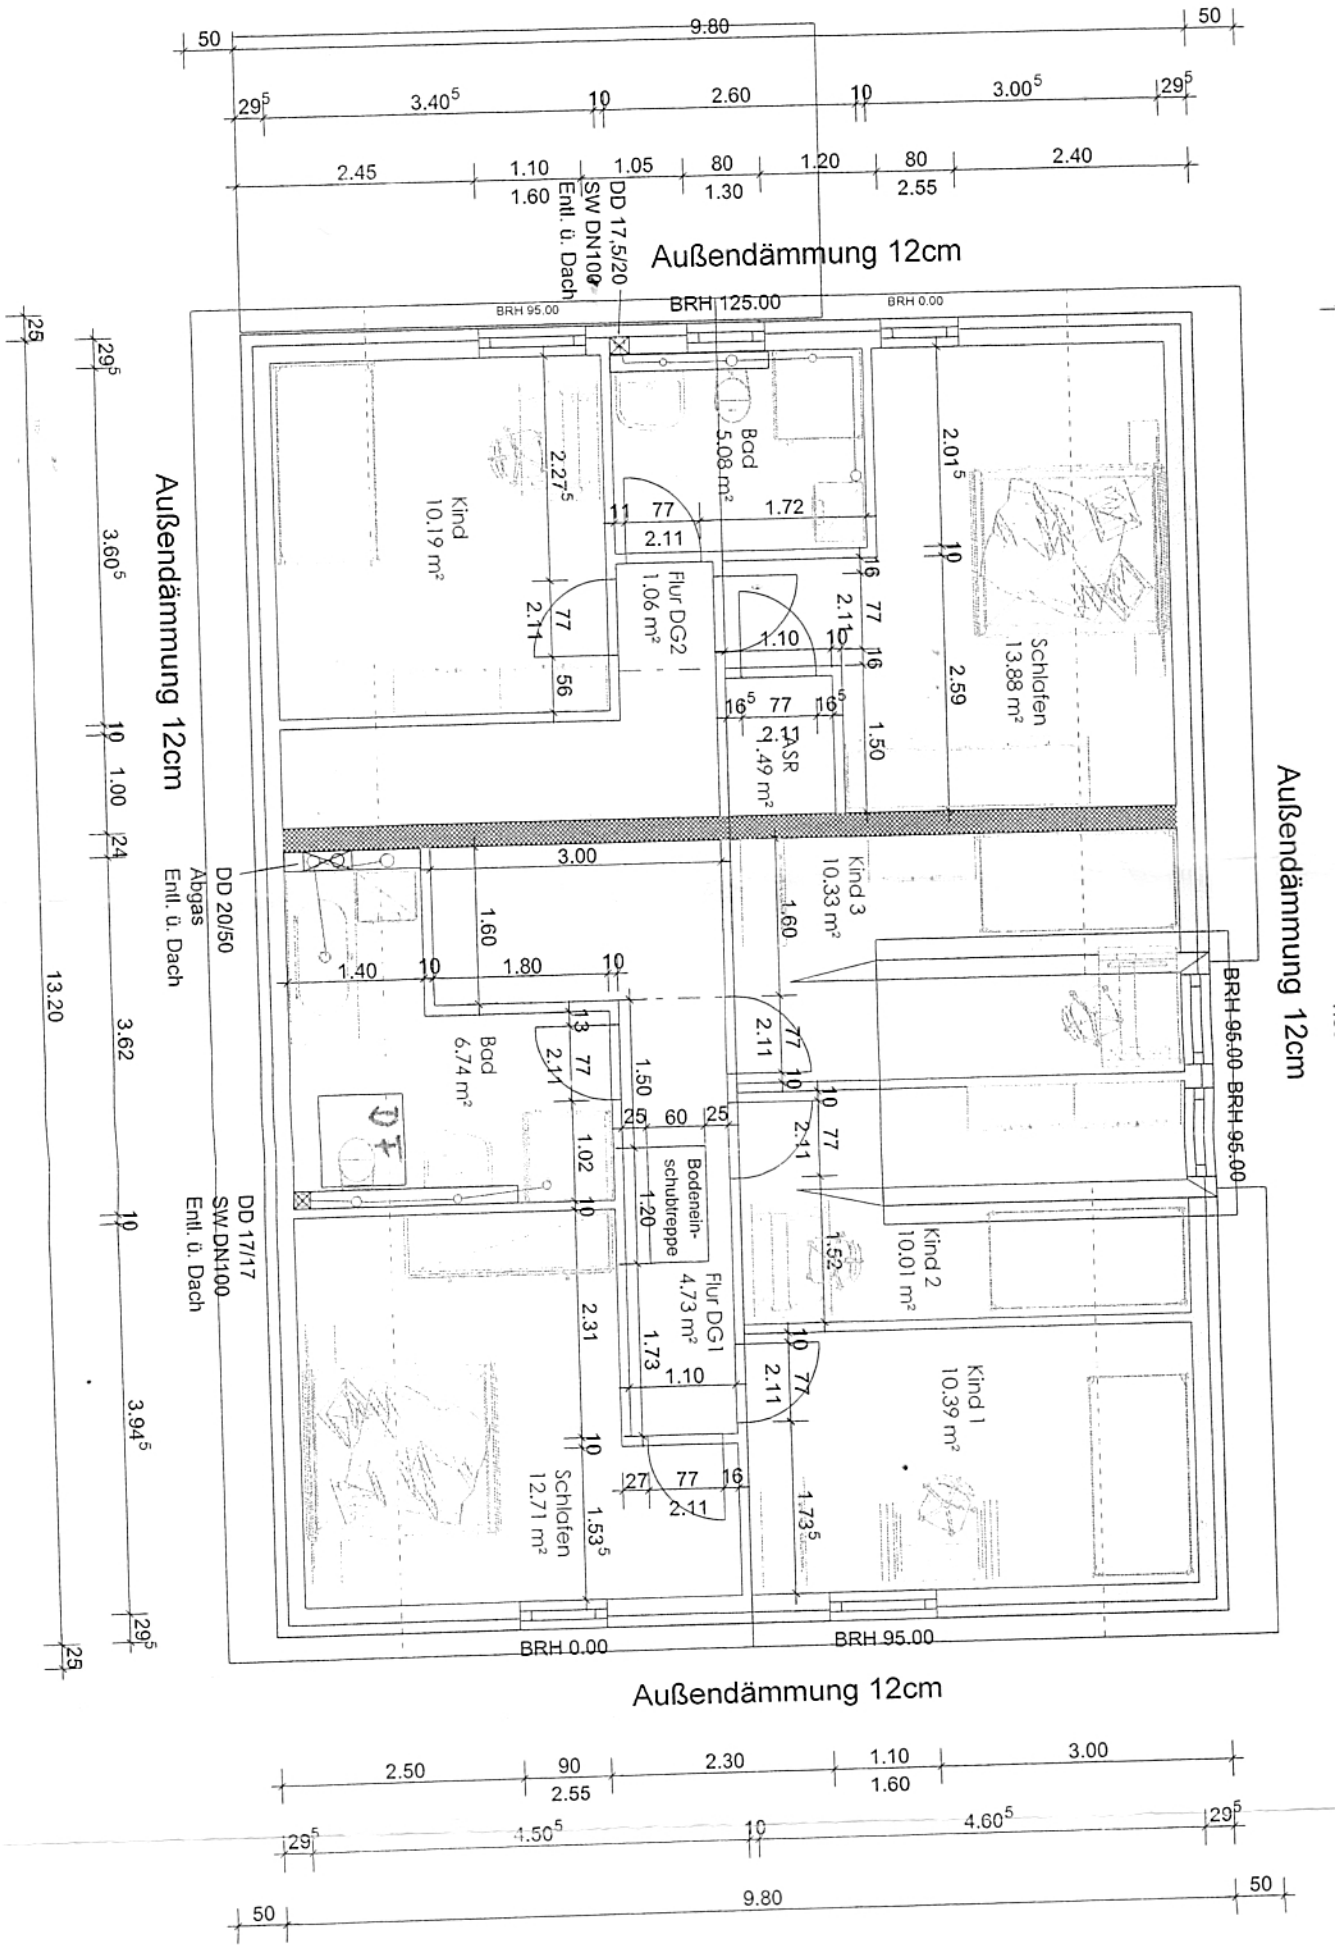 50
9.80
50
29⁵
3.40⁵
10
2.60
10
3.00⁵
29⁵
2.45
1.10
1.60
1.05
80
1.30
1.20
80
2.55
2.40
DD 17,5/20
SW DN100
Entl. ü. Dach
Außendämmung 12cm
BRH 95.00
BRH 125.00
BRH 0.00
25
29⁵
3.60⁵
10
1.00
24
3.62
10
3.94⁵
29⁵
25
13.20
Außendämmung 12cm
Kind
10.19 m²
2.27⁵
77
2.11
56
Bad
5.08 m²
11
77
2.11
1.72
Flur DG2
1.06 m²
16
77
2.11
16
1.10
10
1.50
16⁵
77
2.11
16⁵
ASR
1.49 m²
2.01⁵
10
2.59
Schlafen
13.88 m²
Außendämmung 12cm
DD 20/50
Abgas
Entl. ü. Dach
3.00
1.60
1.40
10
1.80
10
Kind 3
10.33 m²
1.60
77
2.11
10
BRH 95.00
BRH 95.00
Bad
6.74 m²
13
77
2.11
1.02
10
DF
1.50
25
60
25
Bodenein-
schubtreppe
1.20
10
77
2.11
1.52
Kind 2
10.01 m²
DD 17/17
SW DN100
Entl. ü. Dach
Flur DG1
4.73 m²
1.73
1.10
2.31
10
1.53⁵
Schlafen
12.71 m²
27
77
16
2.11
10
77
2.11
1.73⁵
Kind 1
10.39 m²
BRH 0.00
BRH 95.00
Außendämmung 12cm
2.50
90
2.55
2.30
1.10
1.60
3.00
29⁵
4.50⁵
10
4.60⁵
29⁵
50
9.80
50